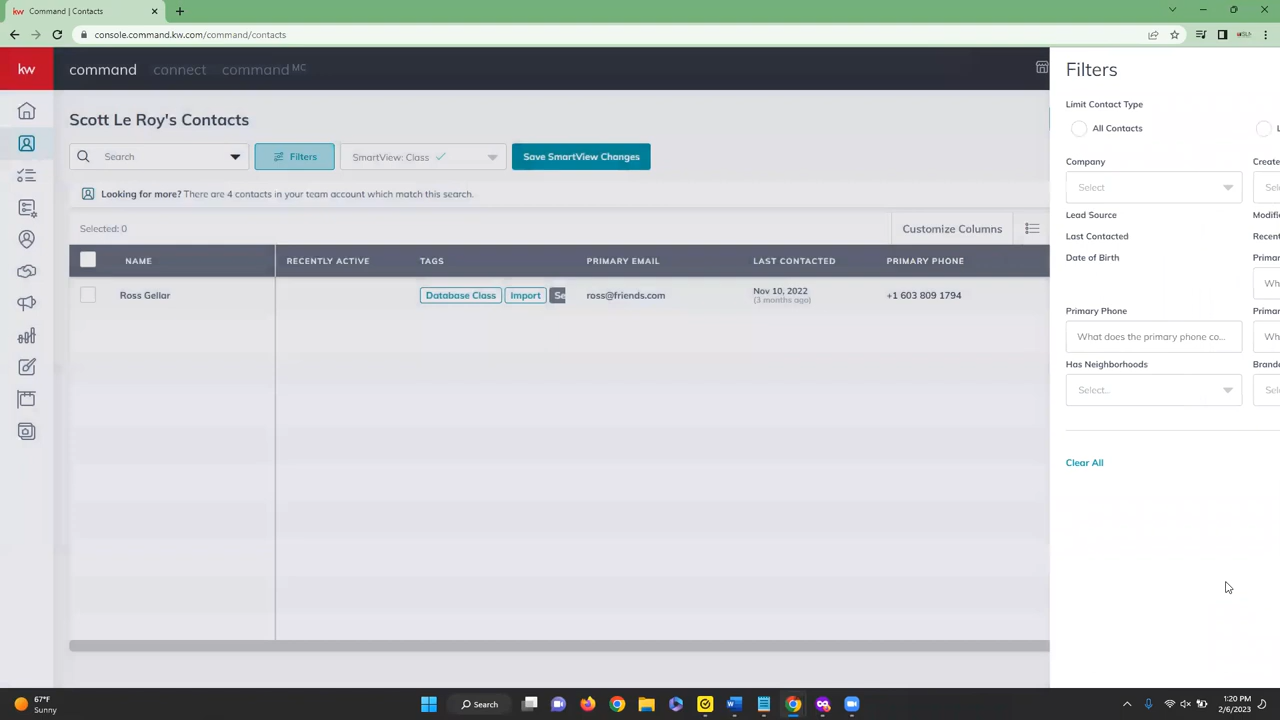 kw
Command | Contacts
console.command.kw.com/command/contacts
kw
command
connect
command MC
Filters
Limit Contact Type
All Contacts
Scott Le Roy's Contacts
Search
Filters
SmartView: Class
Save SmartView Changes
Company
Create
Select
Sel
Looking for more? There are 4 contacts in your team account which match this search.
Lead Source
Modifi
Selected: 0
Customize Columns
Last Contacted
Recent
NAME
RECENTLY ACTIVE
TAGS
PRIMARY EMAIL
LAST CONTACTED
PRIMARY PHONE
Date of Birth
Primar
Wh
Ross Gellar
Database Class
Import
Se
ross@friends.com
Nov 10, 2022
(3 months ago)
+1 603 809 1794
Primary Phone
Primar
What does the primary phone co...
Wh
Has Neighborhoods
Brande
Select..
Sel
Clear All
67°F
Sunny
Search
1:20 PM
2/6/2023